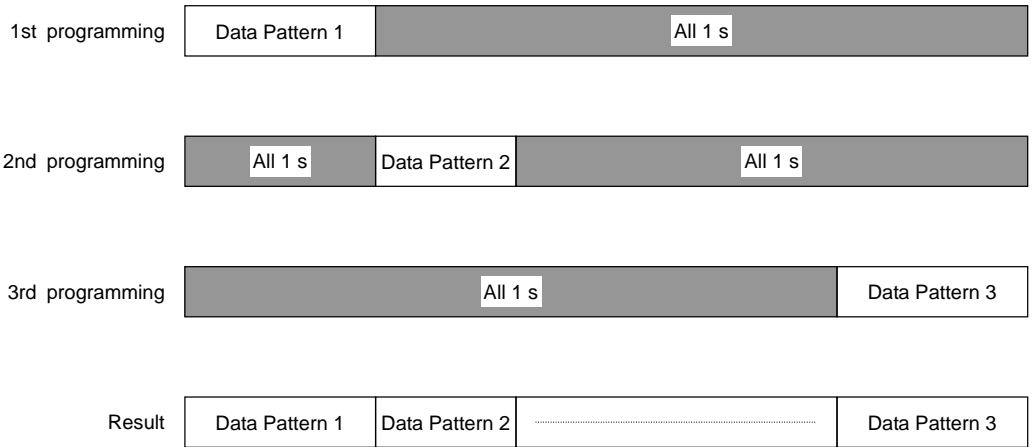 1st programming Data Pattern 1 All 1 s
2nd programming All 1 s Data Pattern 2 All 1 s
3rd programming All 1 s Data Pattern 3
Result Data Pattern 1 Data Pattern 2 Data Pattern 3